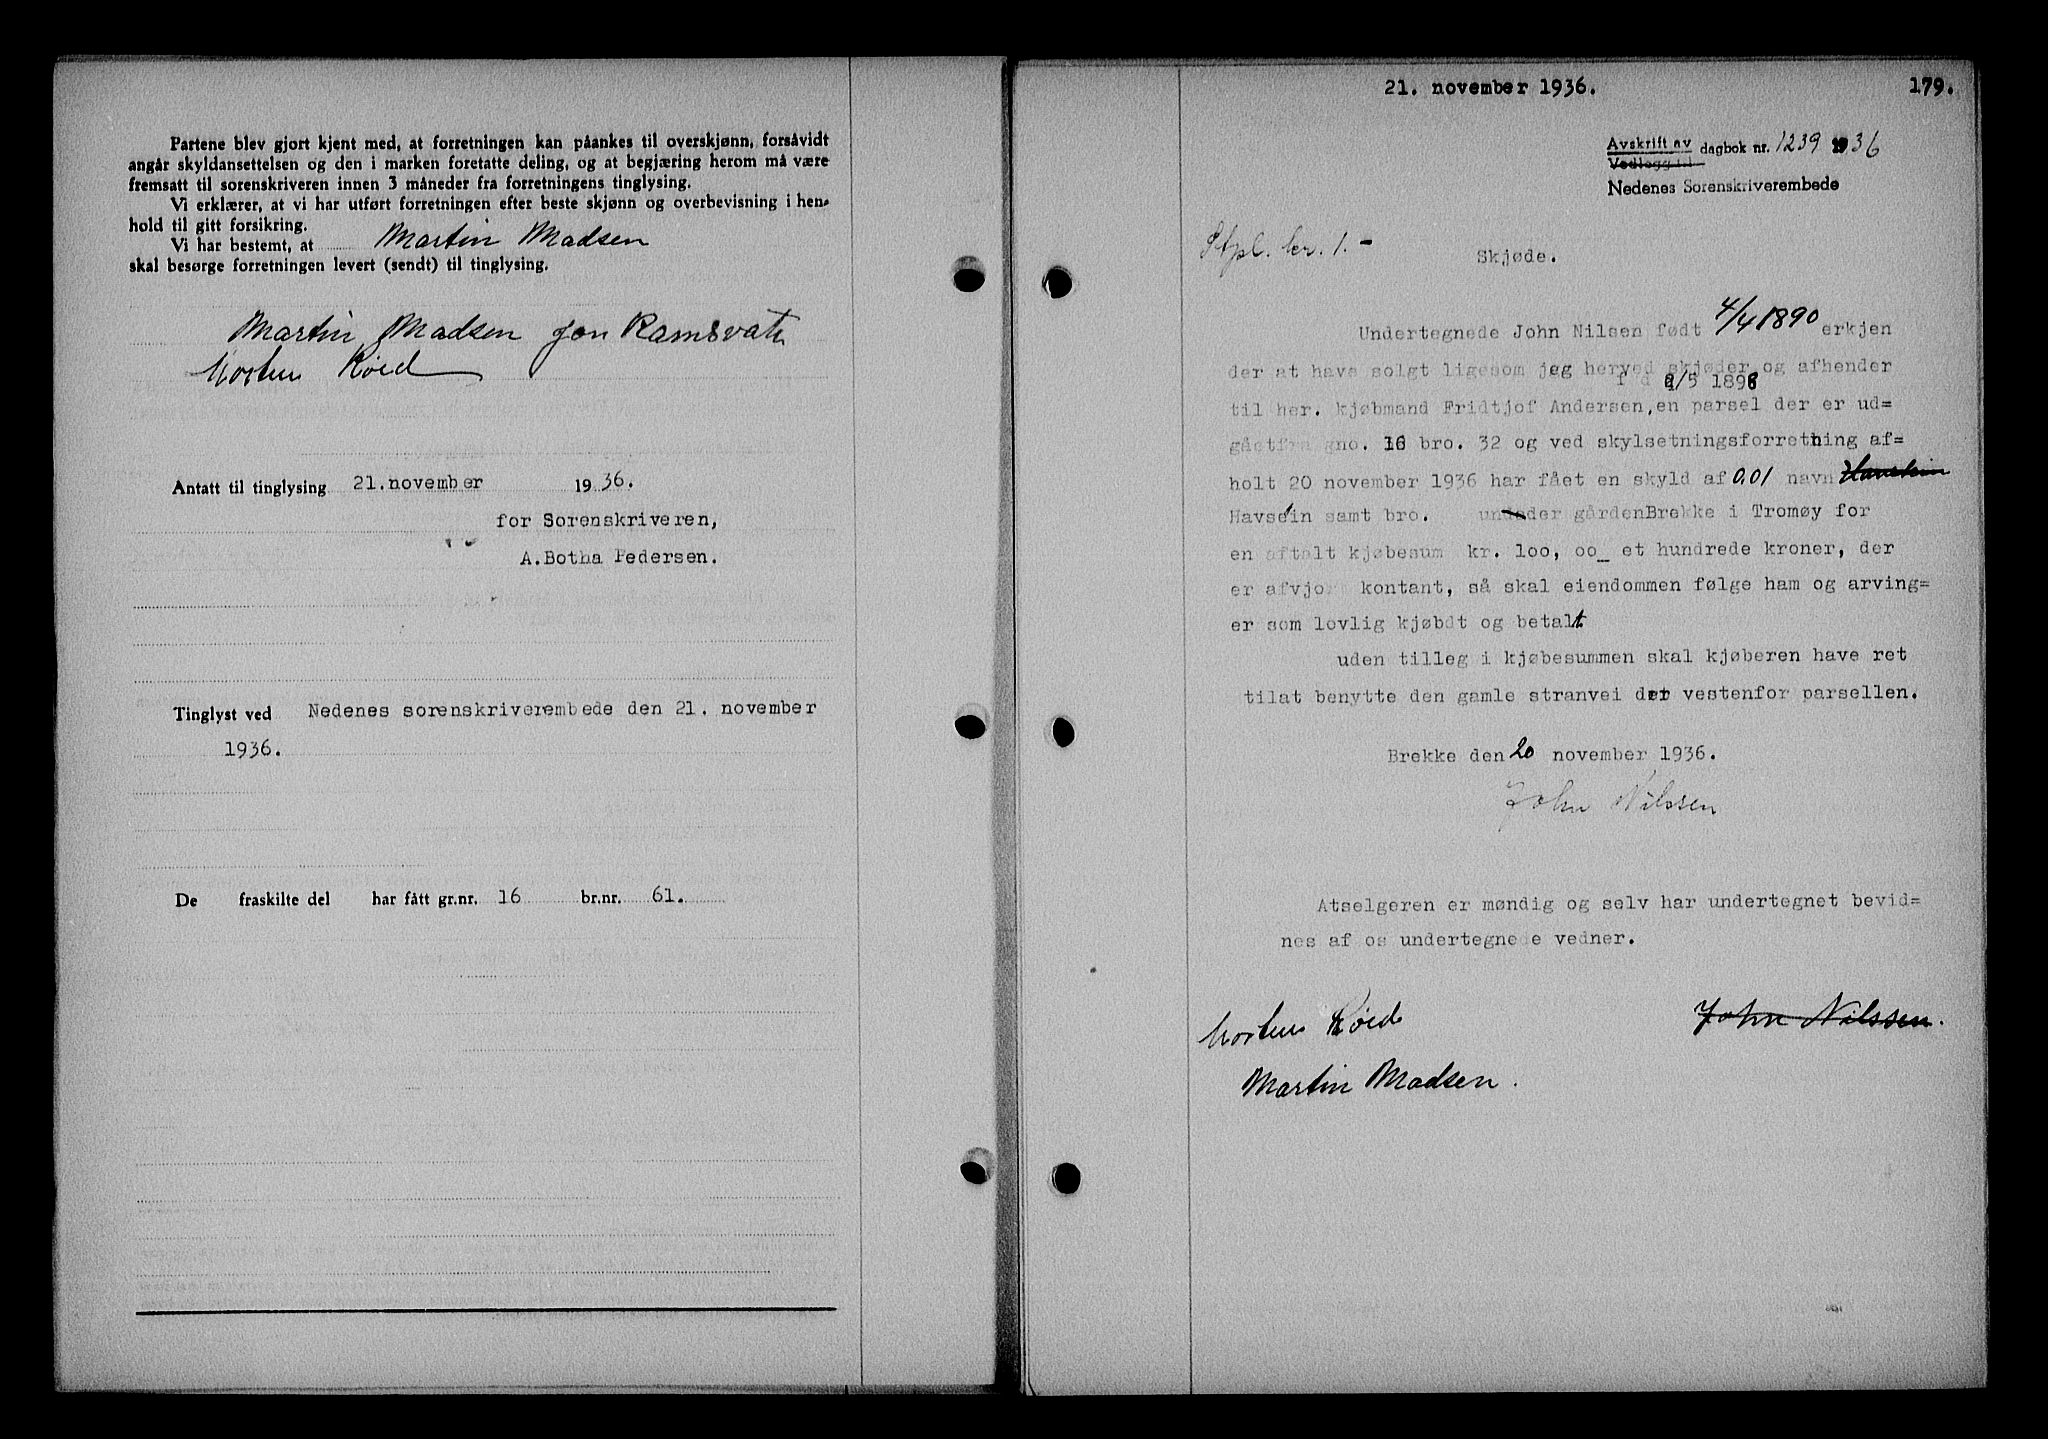 Partene blev gjort kjent med, at forretningen kan påankes til overskjønn, forsåvidt
angår skyldansettelsen og den i marken foretatte deling, og at begjæring herom må være
fremsatt til sorenskriveren innen 3 måneder fra forretningens tinglysing.
Vi erklærer, at vi har utført forretningen efter beste skjønn og overbevisning i hen-
hold til gitt forsikring.
Vi har bestemt, at Martin Madsen
skal besørge forretningen levert (sendt) til tinglysing.
Martin Madsen Jon Ramsvatn
Morten Røed
Antatt til tinglysing 21. november 1936.
for Sorenskriveren,
A. Botha Pedersen.
Tinglyst ved Nedenes sorenskriverembede den 21. november
1936.
De fraskilte del har fått gr.nr. 16 br.nr. 61.
21. november 1936. 179.
Avskrift av
Vedlegg til dagbok nr. 1239 1936
Nedenes Sorenskriverembede
Stpl. kr. 1.-
Skjøde.
Undertegnede John Nilsen født 4/4 1890 erkjen
der at have solgt ligesom jeg herved skjøder og afhender
f d /5 1898
til her. kjøbmand Fridtjof Andersen, en parsel der er ud=
gåetfra gno. 16 bro. 32 og ved skylsetningsforretning af=
holt 20 november 1936 har fået en skyld af 0,01 navn
Havsein samt bro. under gårdenBrekke i Tromøy for
en aftalt kjøbesum kr. 100, oo_ et hundrede kroner, der
er afvjort kontant, så skal eiendommen følge ham og arving=
er som lovlig kjøbdt og betalt
uden tilleg i kjøbesummen skal kjøberen have ret
tilat benytte den gamle stranvei der vestenfor parsellen.
Brekke den 20 november 1936.
John Nilssen
Atselgeren er møndig og selv har undertegnet bevid=
nes af os undertegnede vedner.
Morten Røed John Nilssen.
Martin Madsen.